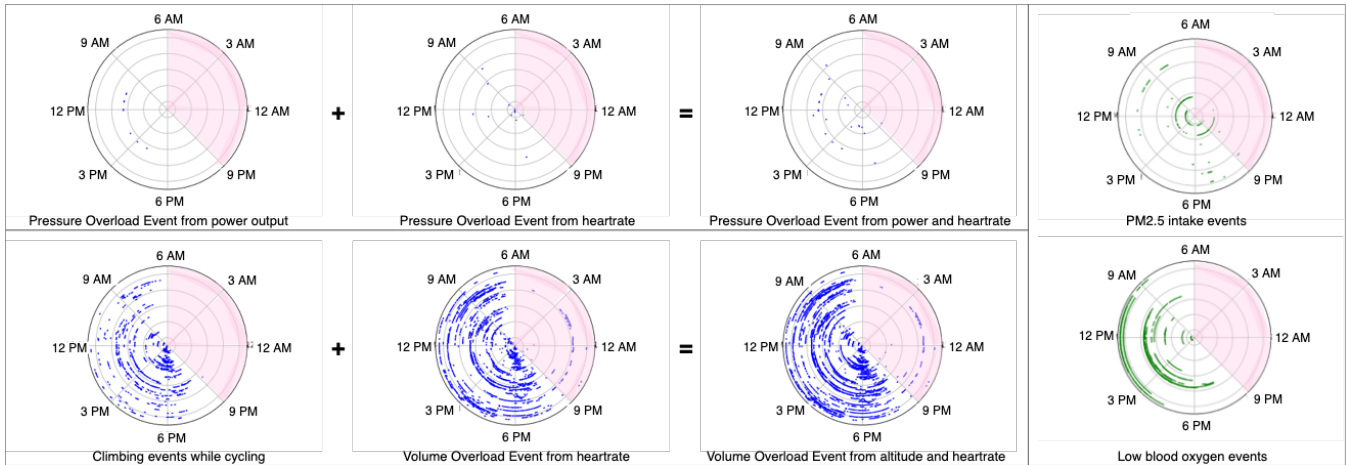 6 AM
9 AM
3 AM
12 PM
12 AM
3 PM
9 PM
6 PM
Pressure Overload Event from power output
+
6 AM
9 AM
3 AM
12 PM
12 AM
3 PM
9 PM
6 PM
Pressure Overload Event from heartrate
=
6 AM
9 AM
3 AM
12 PM
12 AM
3 PM
9 PM
6 PM
Pressure Overload Event from power and heartrate
6 AM
9 AM
3 AM
12 PM
12 AM
3 PM
9 PM
6 PM
PM2.5 intake events
6 AM
9 AM
3 AM
12 PM
12 AM
3 PM
9 PM
6 PM
Climbing events while cycling
+
6 AM
9 AM
3 AM
12 PM
12 AM
3 PM
9 PM
6 PM
Volume Overload Event from heartrate
=
6 AM
9 AM
3 AM
12 PM
12 AM
3 PM
9 PM
6 PM
Volume Overload Event from altitude and heartrate
6 AM
9 AM
3 AM
12 PM
12 AM
3 PM
9 PM
6 PM
Low blood oxygen events